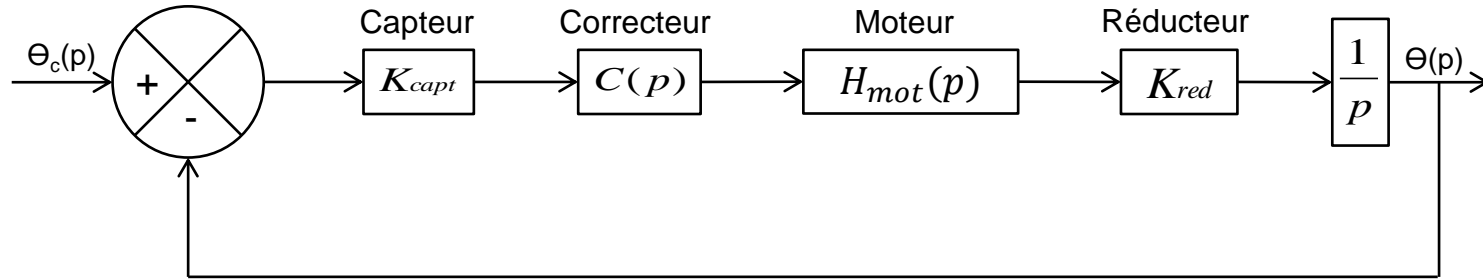 Capteur Correcteur Moteur Réducteur
ϴc(p) + - Kcapt C(p) Hmot(p) Kred 1/p ϴ(p)